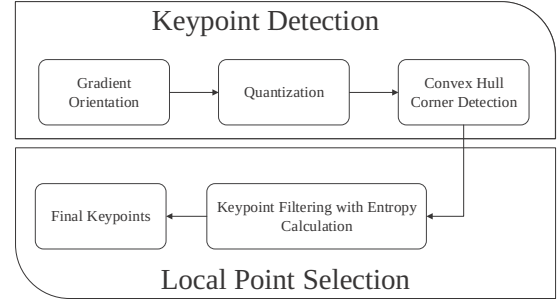 Keypoint Detection
Gradient
Orientation
Quantization
Convex Hull
Corner Detection
Final Keypoints
Keypoint Filtering with Entropy
Calculation
Local Point Selection